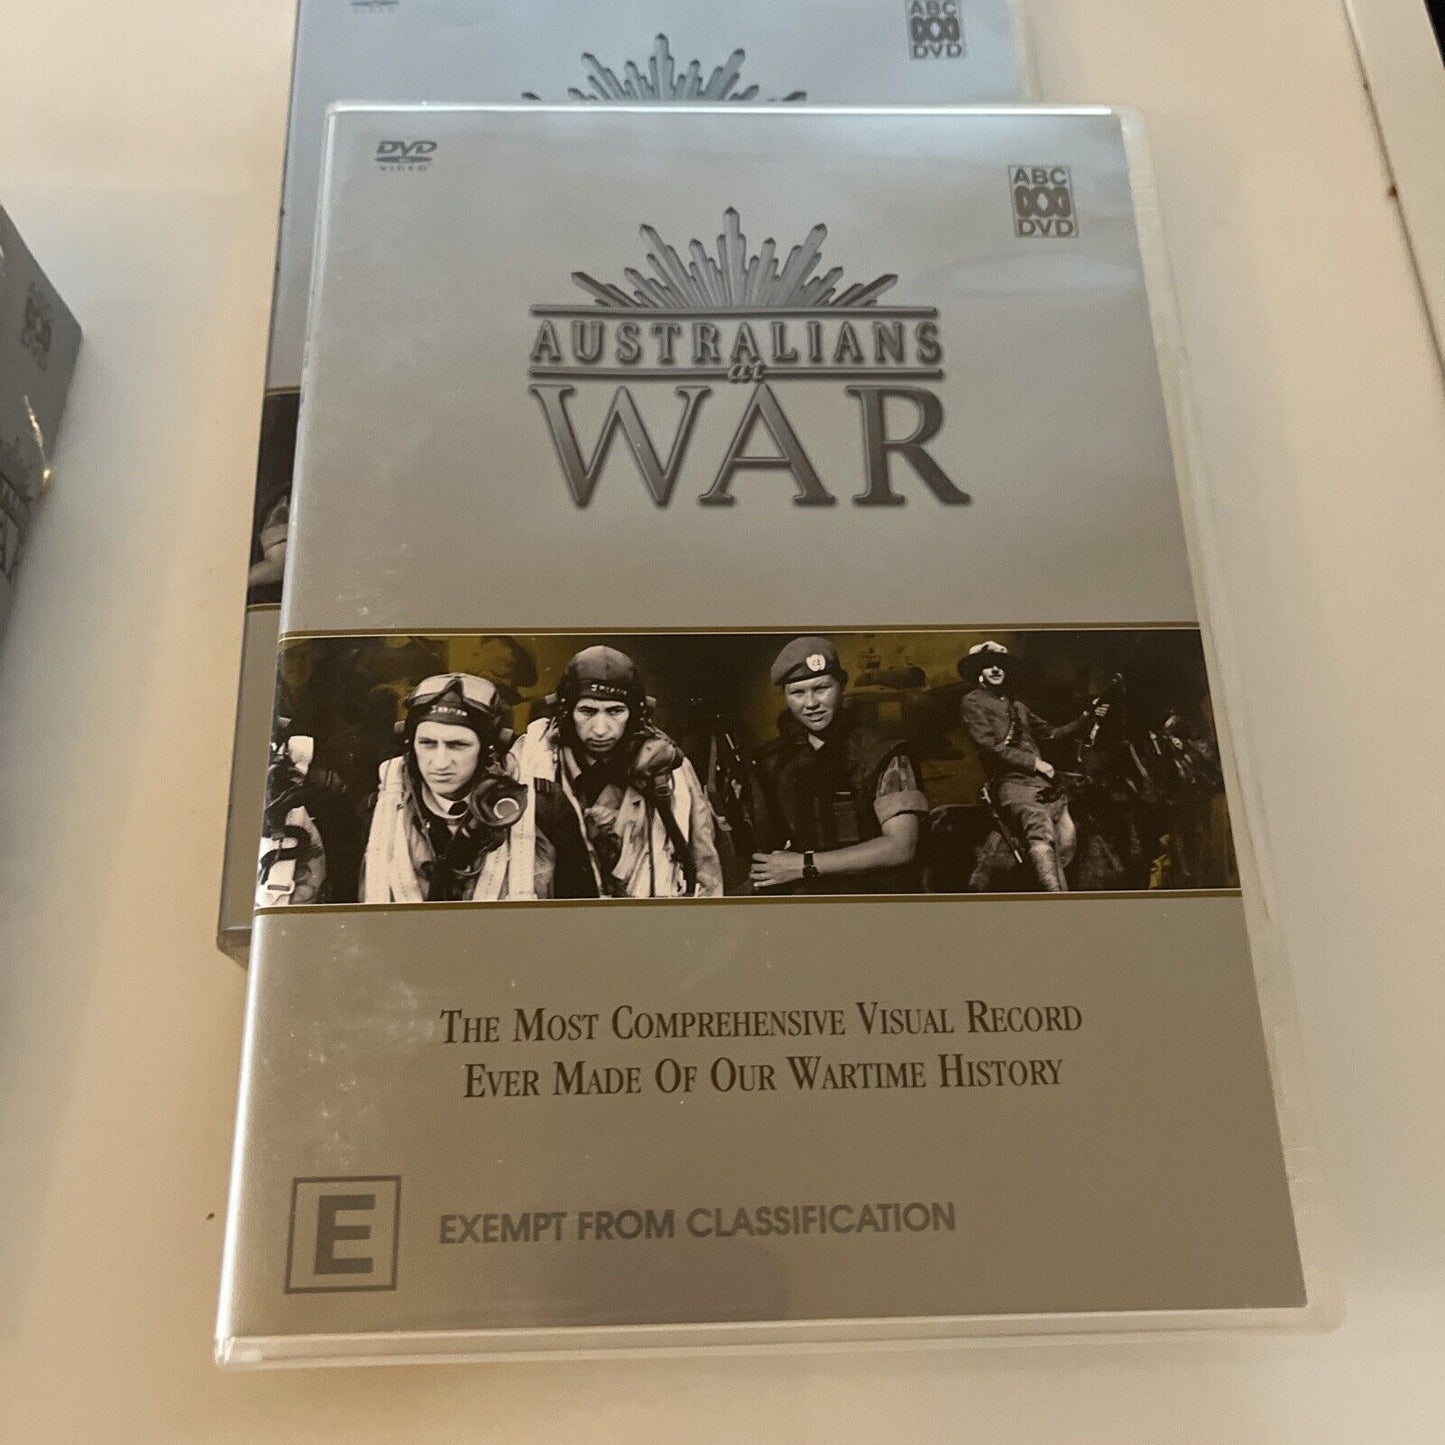 ABC
DVD
DVD
VIDEO
ABC
DVD
AUSTRALIANS
at
WAR
THE MOST COMPREHENSIVE VISUAL RECORD
EVER MADE OF OUR WARTIME HISTORY
E
EXEMPT FROM CLASSIFICATION